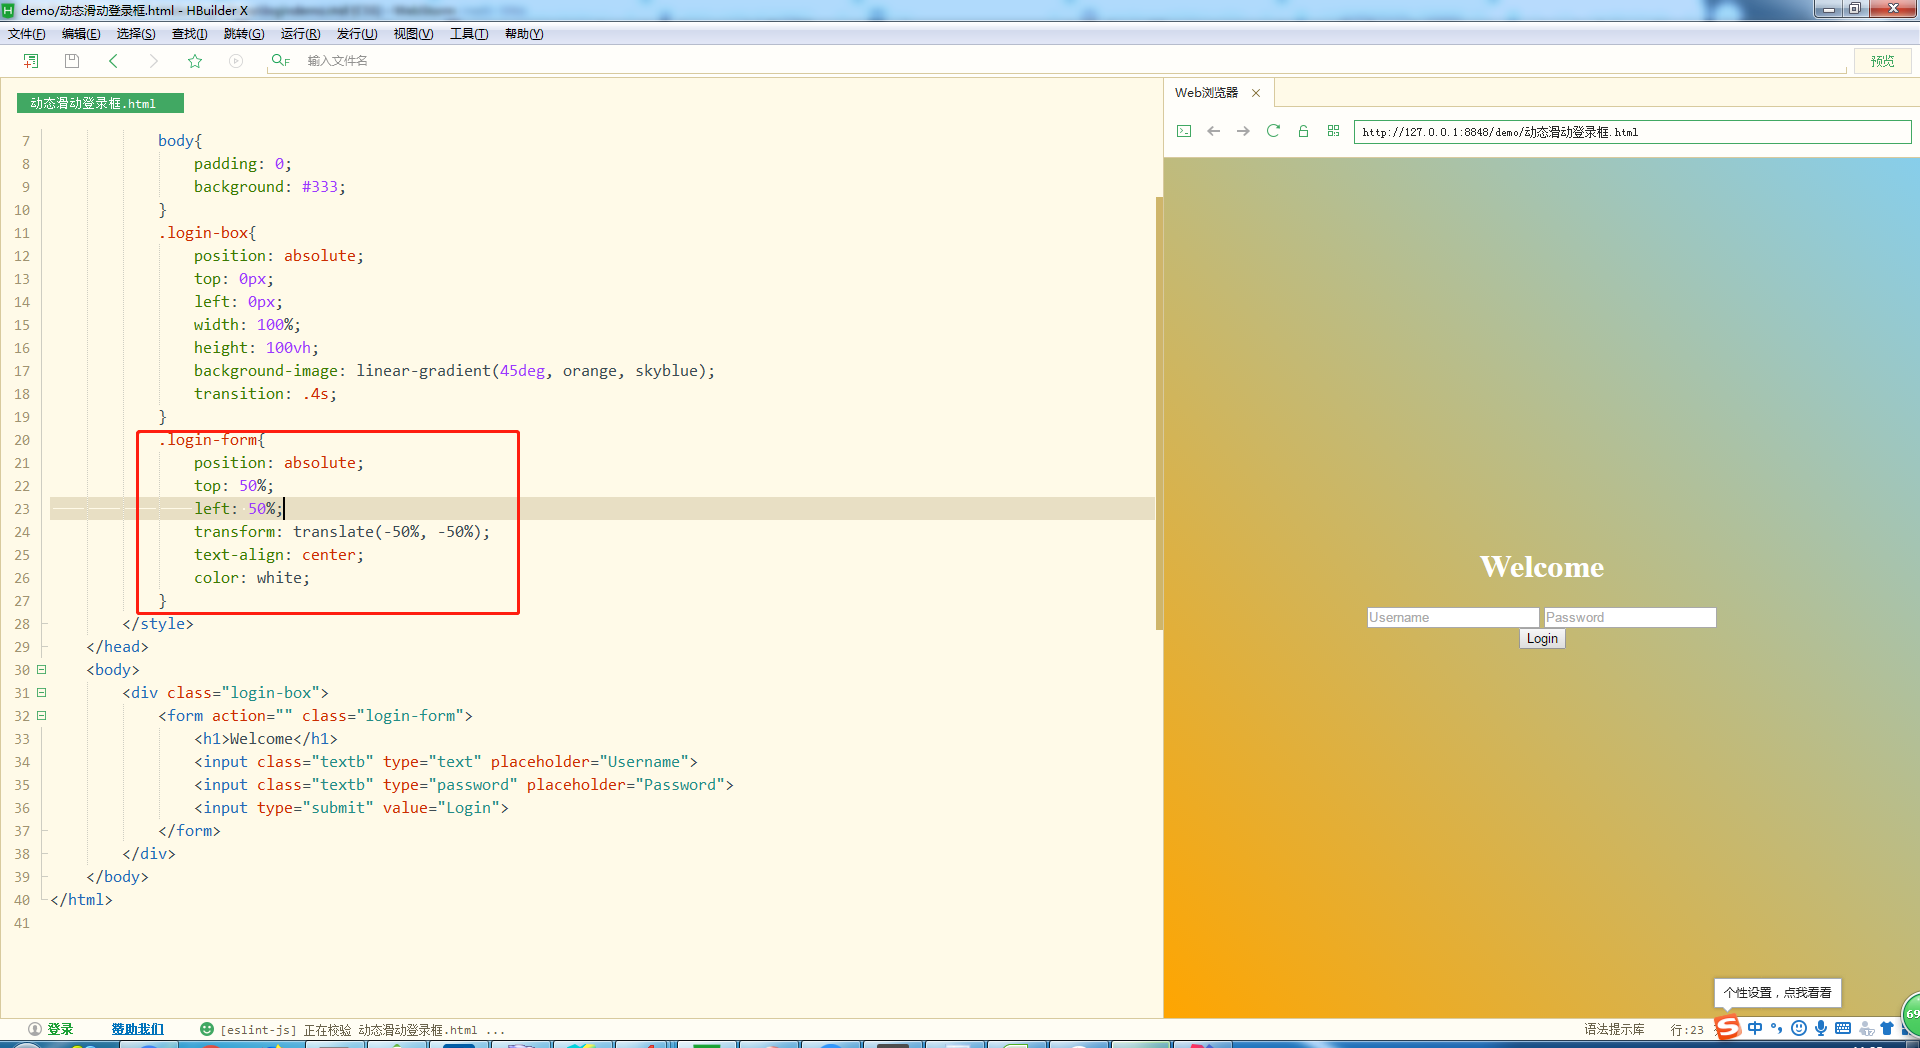 demo/动态滑动登录框.html - HBuilder X
文件(F) 编辑(E) 选择(S) 查找(I) 跳转(G) 运行(R) 发行(U) 视图(V) 工具(T) 帮助(Y)
输入文件名
预览
动态滑动登录框.html
7 body{
8 padding: 0;
9 background: #333;
10 }
11 .login-box{
12 position: absolute;
13 top: 0px;
14 left: 0px;
15 width: 100%;
16 height: 100vh;
17 background-image: linear-gradient(45deg, orange, skyblue);
18 transition: .4s;
19 }
20 .login-form{
21 position: absolute;
22 top: 50%;
23 left: 50%;
24 transform: translate(-50%, -50%);
25 text-align: center;
26 color: white;
27 }
28 </style>
29 </head>
30 <body>
31 <div class="login-box">
32 <form action="" class="login-form">
33 <h1>Welcome</h1>
34 <input class="textb" type="text" placeholder="Username">
35 <input class="textb" type="password" placeholder="Password">
36 <input type="submit" value="Login">
37 </form>
38 </div>
39 </body>
40 </html>
41
Web浏览器
http://127.0.0.1:8848/demo/动态滑动登录框.html
Welcome
Username Password
Login
个性设置，点我看看
69
登录 赞助我们 [eslint-js] 正在校验 动态滑动登录框.html ...
语法提示库 行:23
中